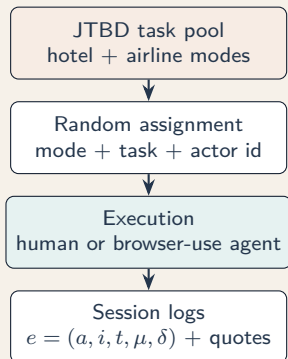 JTBD task pool
hotel + airline modes
Random assignment
mode + task + actor id
Execution
human or browser-use agent
Session logs
e = (a, i, t, μ, δ) + quotes